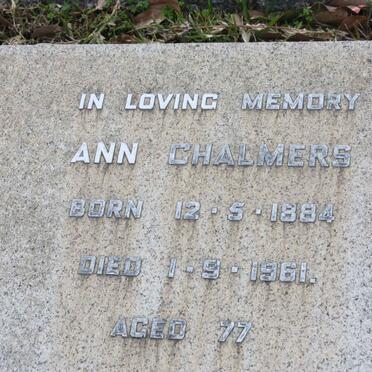 IN LOVING MEMORY
ANN CHALMERS
BORN 12·5·1884
DIED 1·9·1961.
AGED 77